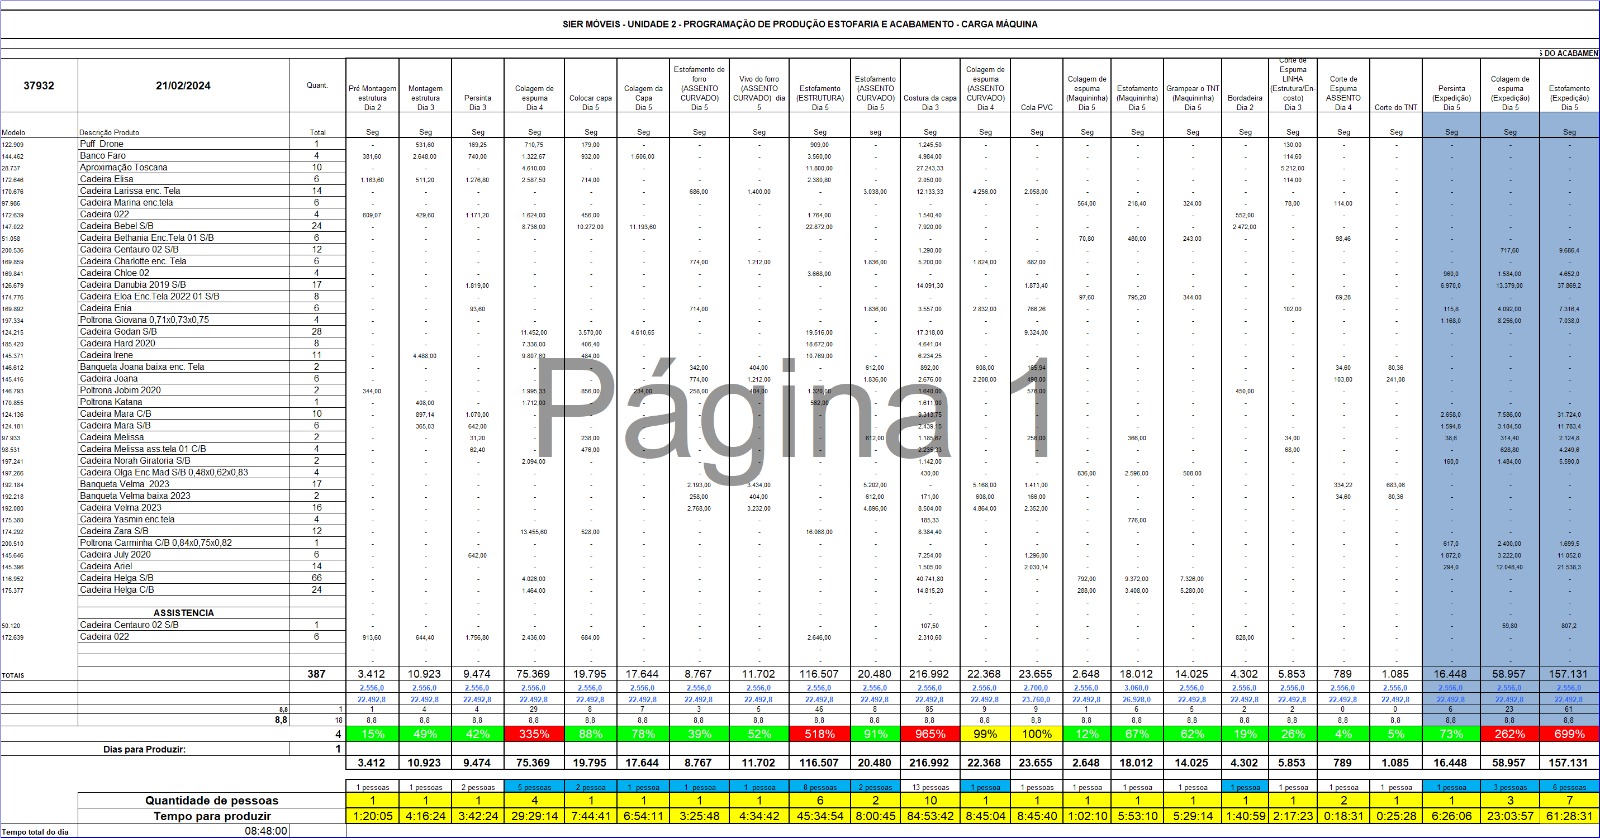 SIER MÓVEIS - UNIDADE 2 - PROGRAMAÇÃO DE PRODUÇÃO ESTOFARIA E ACABAMENTO - CARGA MÁQUINA
S DO ACABAMEN
37932 21/02/2024 Quant. Pré Montagem estrutura Dia 2 Montagem estrutura Dia 3 Persinta Dia 3 Colagem de espuma Dia 4 Colocar capa Dia 5 Colagem da Capa Dia 5 Estofamento de forro (ASSENTO CURVADO) Dia 5 Vivo do forro (ASSENTO CURVADO) dia 5 Estofamento (ESTRUTURA) Dia 5 Estofamento (ASSENTO CURVADO) Dia 5 Costura da capa Dia 3 Colagem de espuma (ASSENTO CURVADO) Dia 4 Cola PVC Colagem de espuma (Maquininha) Dia 5 Estofamento (Maquininha) Dia 5 Grampear o TNT (Maquininha) Dia 5 Bordadeira Dia 2 Corte de Espuma LINHA (Estrutura/Encosto) Dia 3 Corte de Espuma ASSENTO Dia 4 Corte do TNT Persinta (Expedição) Dia 5 Colagem de espuma (Expedição) Dia 5 Estofamento (Expedição) Dia 5
Modelo Descrição Produto Total Seg Seg Seg Seg Seg Seg Seg Seg Seg seg Seg Seg Seg Seg Seg Seg Seg Seg Seg Seg Seg Seg Seg
122.909 Puff Drone 1 - 531,60 169,25 710,75 179,00 - - - 909,00 - 1.245,50 - - - - - - 130,00 - - - - -
144.462 Banco Faro 4 381,60 2.648,00 740,00 1.322,67 932,00 1.606,00 - - 3.560,00 - 4.984,00 - - - - - - 114,60 - - - - -
28.737 Aproximação Toscana 10 - - - 4.610,00 - - - - 11.800,00 - 27.243,33 - - - - - - 5.212,00 - - - - -
172.646 Cadeira Elisa 6 1.163,60 511,20 1.276,80 2.587,50 714,00 - - - 2.380,80 - 2.050,00 - - - - - - 114,00 - - - - -
170.676 Cadeira Larissa enc. Tela 14 - - - - - - 686,00 1.400,00 - 3.038,00 12.133,33 4.256,00 2.058,00 - - - - - - - - - -
97.986 Cadeira Marina enc.tela 6 - - - - - - - - - - - - - 564,00 218,40 324,00 - 78,00 114,00 - - - -
172.639 Cadeira 022 4 609,07 429,60 1.171,20 1.624,00 456,00 - - - 1.764,00 - 1.540,40 - - - - - 552,00 - - - - - -
147.022 Cadeira Bebel S/B 24 - - - 8.736,00 10.272,00 11.193,60 - - 22.872,00 - 7.920,00 - - - - - 2.472,00 - - - - - -
51.058 Cadeira Bethania Enc.Tela 01 S/B 6 - - - - - - - - - - - - - 70,80 480,00 243,00 - - 98,46 - - - -
200.536 Cadeira Centauro 02 S/B 12 - - - - - - - - - - 1.290,00 - - - - - - - - - - 717,60 9.686,4
169.859 Cadeira Charlotte enc. Tela 6 - - - - - - 774,00 1.212,00 - 1.836,00 5.200,00 1.824,00 882,00 - - - - - - - - - -
169.841 Cadeira Chloe 02 4 - - - - - - - - 3.668,00 - - - - - - - - - - - 960,0 1.584,00 4.652,0
126.679 Cadeira Danubia 2019 S/B 17 - - 1.819,00 - - - - - - - 14.091,30 - 1.873,40 - - - - - - - 6.970,0 13.379,00 37.869,2
174.776 Cadeira Eloa Enc.Tela 2022 01 S/B 8 - - - - - - - - - - - - - 97,60 795,20 344,00 - - 69,28 - - - -
169.892 Cadeira Enia 6 - - 93,60 - - - 714,00 - - 1.836,00 3.557,00 2.832,00 766,26 - - - - 102,00 - - 115,8 4.092,00 7.316,4
197.334 Poltrona Giovana 0,71x0,73x0,75 4 - - - - - - - - - - - - - - - - - - - - 1.168,0 8.256,00 7.038,0
124.215 Cadeira Godan S/B 28 - - - 11.452,00 3.570,00 4.610,65 - - 19.516,00 - 17.318,00 - 9.324,00 - - - - - - - - - -
185.420 Cadeira Hard 2020 8 - - - 7.336,00 406,40 - - - 18.672,00 - 4.641,04 - - - - - - - - - - - -
145.371 Cadeira Irene 11 - 4.488,00 - 9.807,60 484,00 - - - 10.769,00 - 6.234,25 - - - - - - - - - - - -
146.612 Banqueta Joana baixa enc. Tela 2 - - - - - - 342,00 404,00 - 612,00 892,00 608,00 165,94 - - - - - 34,60 80,36 - - -
145.416 Cadeira Joana 6 - - - - - - 774,00 1.212,00 - 1.836,00 2.676,00 2.208,00 498,00 - - - - - 103,80 241,08 - - -
146.793 Poltrona Jobim 2020 2 344,00 - - 1.995,33 856,00 234,00 258,00 404,00 1.320,00 - 1.640,00 - 576,00 - - - 450,00 - - - - - -
170.855 Poltrona Katana 1 - 408,00 - 1.712,00 - - - - 582,00 - 1.611,00 - - - - - - - - - - - -
124.136 Cadeira Mara C/B 10 - 897,14 1.070,00 - - - - - - - 9.313,75 - - - - - - - - - 2.658,0 7.586,00 31.724,0
124.181 Cadeira Mara S/B 6 - 365,03 642,00 - - - - - - - 2.439,15 - - - - - - - - - 1.594,8 3.184,50 11.783,4
97.933 Cadeira Melissa 2 - - 31,20 - 238,00 - - - - 612,00 1.185,67 - 256,00 - 366,00 - - 34,00 - - 38,6 314,40 2.124,8
98.531 Cadeira Melissa ass.tela 01 C/B 4 - - 62,40 - 476,00 - - - - - 2.239,33 - - - - - - 68,00 - - - 628,80 4.249,6
197.241 Cadeira Norah Giratoria S/B 2 - - - 2.094,00 - - - - - - 1.142,00 - - - - - - - - - 160,0 1.484,00 5.590,0
197.266 Cadeira Olga Enc Mad S/B 0,48x0,62x0,83 4 - - - - - - - - - - 430,00 - - 836,00 2.596,00 508,00 - - - - - - -
192.184 Banqueta Velma 2023 17 - - - - - - 2.193,00 3.434,00 - 5.202,00 - 5.168,00 1.411,00 - - - - - 334,22 683,06 - - -
192.218 Banqueta Velma baixa 2023 2 - - - - - - 258,00 404,00 - 612,00 171,00 608,00 166,00 - - - - - 34,60 80,36 - - -
192.080 Cadeira Velma 2023 16 - - - - - - 2.768,00 3.232,00 - 4.896,00 8.504,00 4.864,00 2.352,00 - - - - - - - - - -
175.380 Cadeira Yasmin enc.tela 4 - - - - - - - - - - 185,33 - - - 776,00 - - - - - - - -
174.292 Cadeira Zara S/B 12 - - - 13.455,60 528,00 - - - 16.068,00 - 8.384,40 - - - - - - - - - - - -
200.510 Poltrona Carminha C/B 0,84x0,75x0,82 1 - - - - - - - - - - - - - - - - - - - - 617,0 2.400,00 1.699,5
145.646 Cadeira July 2020 6 - - 642,00 - - - - - - - 7.254,00 - 1.296,00 - - - - - - - 1.872,0 3.222,00 11.052,0
145.396 Cadeira Ariel 14 - - - - - - - - - - 1.505,00 - 2.030,14 - - - - - - - 294,0 12.048,40 21.538,3
116.952 Cadeira Helga S/B 66 - - - 4.026,00 - - - - - - 40.741,80 - - 792,00 9.372,00 7.326,00 - - - - - - -
175.377 Cadeira Helga C/B 24 - - - 1.464,00 - - - - - - 14.815,20 - - 288,00 3.408,00 5.280,00 - - - - - - -
ASSISTENCIA
50.120 Cadeira Centauro 02 S/B 1 - - - - - - - - - - 107,50 - - - - - - - - - - 59,80 807,2
172.639 Cadeira 022 6 913,60 644,40 1.756,80 2.436,00 684,00 - - - 2.646,00 - 2.310,60 - - - - - 828,00 - - - - - -
TOTAIS 387 3.412 10.923 9.474 75.369 19.795 17.644 8.767 11.702 116.507 20.480 216.992 22.368 23.655 2.648 18.012 14.025 4.302 5.853 789 1.085 16.448 58.957 157.131
2.556,0 2.556,0 2.556,0 2.556,0 2.556,0 2.556,0 2.556,0 2.556,0 2.556,0 2.556,0 2.556,0 2.556,0 2.700,0 2.556,0 3.060,0 2.556,0 2.556,0 2.556,0 2.556,0 2.556,0 2.556,0 2.556,0 2.556,0
22.492,8 22.492,8 22.492,8 22.492,8 22.492,8 22.492,8 22.492,8 22.492,8 22.492,8 22.492,8 22.492,8 22.492,8 23.760,0 22.492,8 26.928,0 22.492,8 22.492,8 22.492,8 22.492,8 22.492,8 22.492,8 22.492,8 22.492,8
8,8 1 1 4 4 29 8 7 3 5 46 8 85 9 9 1 6 5 2 2 0 0 6 23 61
8,8 18 8,8 8,8 8,8 8,8 8,8 8,8 8,8 8,8 8,8 8,8 8,8 8,8 8,8 8,8 8,8 8,8 8,8 8,8 8,8 8,8 8,8 8,8 8,8
4 15% 49% 42% 335% 88% 78% 39% 52% 518% 91% 965% 99% 100% 12% 67% 62% 19% 26% 4% 5% 73% 262% 699%
Dias para Produzir: 1
3.412 10.923 9.474 75.369 19.795 17.644 8.767 11.702 116.507 20.480 216.992 22.368 23.655 2.648 18.012 14.025 4.302 5.853 789 1.085 16.448 58.957 157.131
1 pessoas 1 pessoas 2 pessoas 5 pessoas 2 pessoas 1 pessoas 1 pessoas 1 pessoas 8 pessoas 2 pessoas 13 pessoas 1 pessoas 1 pessoas 1 pessoas 1 pessoas 1 pessoas 1 pessoa 1 pessoas 1 pessoas 1 pessoas 1 pessoa 3 pessoas 6 pessoas
Quantidade de pessoas 1 1 1 4 1 1 1 1 6 2 10 1 1 1 1 1 1 1 2 1 1 3 7
Tempo para produzir 1:20:05 4:16:24 3:42:24 29:29:14 7:44:41 6:54:11 3:25:48 4:34:42 45:34:54 8:00:45 84:53:42 8:45:04 8:45:40 1:02:10 5:53:10 5:29:14 1:40:59 2:17:23 0:18:31 0:25:28 6:26:06 23:03:57 61:28:31
Tempo total do dia 08:48:00
Página 1